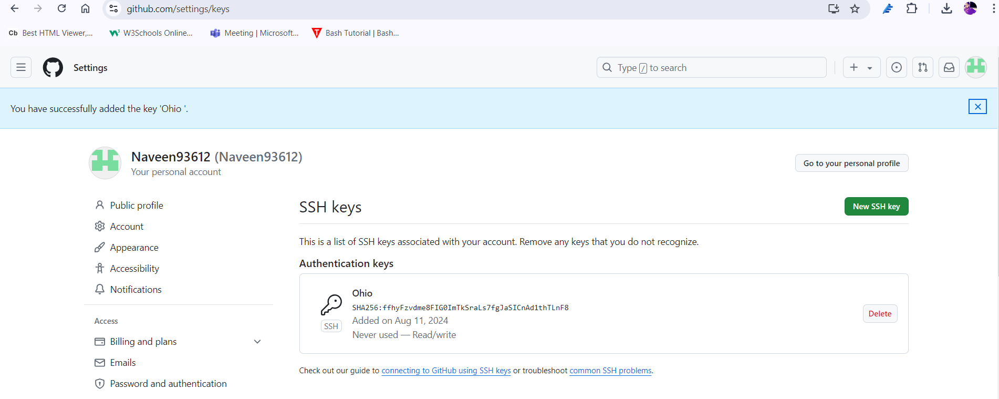 github.com/settings/keys
Cb Best HTML Viewer,... W3Schools Online... Meeting | Microsoft... Bash Tutorial | Bash...
Settings
Type / to search
You have successfully added the key 'Ohio '.
Naveen93612 (Naveen93612)
Your personal account
Go to your personal profile
Public profile
Account
Appearance
Accessibility
Notifications
Access
Billing and plans
Emails
Password and authentication
SSH keys
New SSH key
This is a list of SSH keys associated with your account. Remove any keys that you do not recognize.
Authentication keys
Ohio
SHA256:ffhyFzvdme8FIG0ImTkSraLs7fgJaSICnAd1thTLnF8
Added on Aug 11, 2024
Never used — Read/write
SSH
Delete
Check out our guide to connecting to GitHub using SSH keys or troubleshoot common SSH problems.